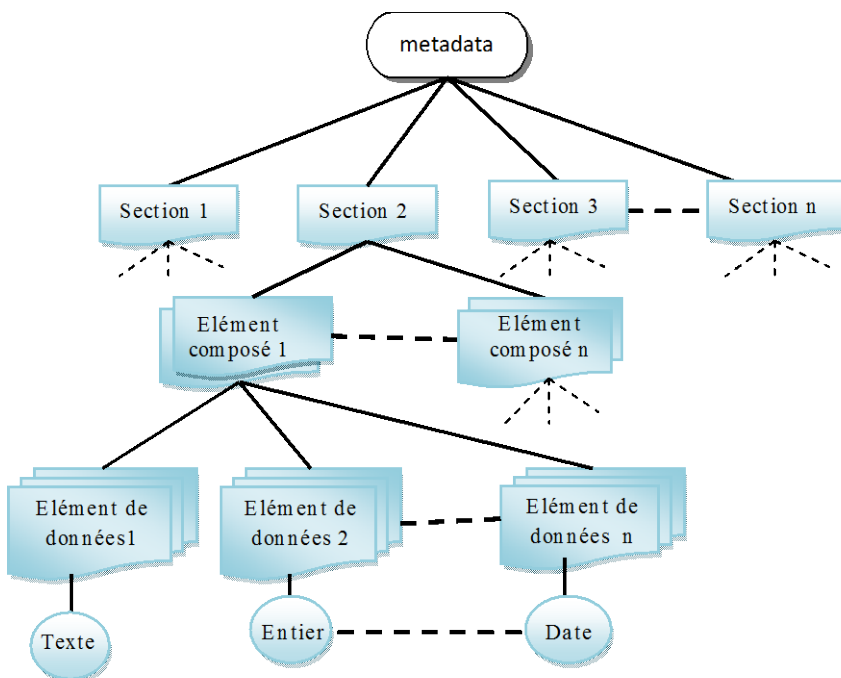 metadata
Section 1
Section 2
Section 3
Section n
Elément
composé 1
Elément
composé n
Elément de
données1
Elément de
données 2
Elément de
données n
Texte
Entier
Date